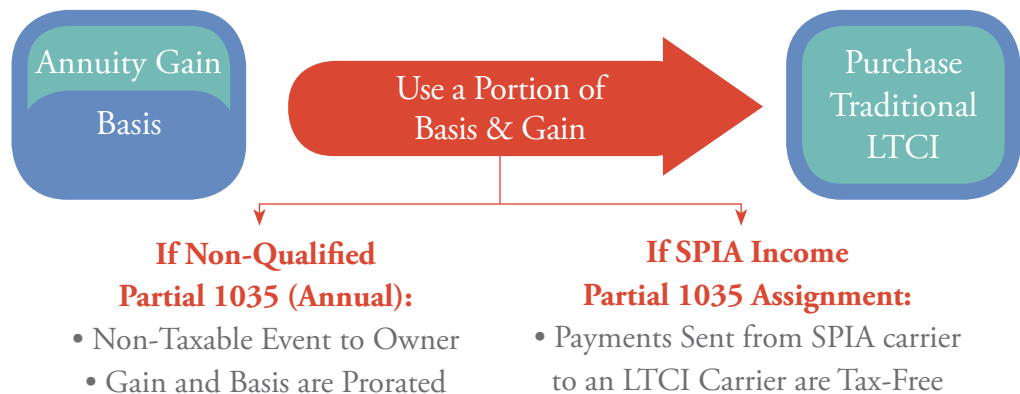 Annuity Gain
Basis
Use a Portion of
Basis & Gain
Purchase
Traditional
LTCI
If Non-Qualified
Partial 1035 (Annual):
• Non-Taxable Event to Owner
• Gain and Basis are Prorated
If SPIA Income
Partial 1035 Assignment:
• Payments Sent from SPIA carrier
to an LTCI Carrier are Tax-Free